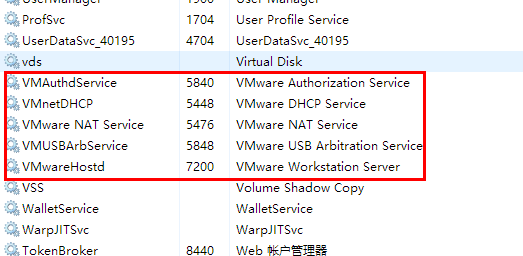 UserManager 1900 User Manager
ProfSvc 1704 User Profile Service
UserDataSvc_40195 4704 UserDataSvc_40195
vds Virtual Disk
VMAuthdService 5840 VMware Authorization Service
VMnetDHCP 5448 VMware DHCP Service
VMware NAT Service 5476 VMware NAT Service
VMUSBArbService 5848 VMware USB Arbitration Service
VMwareHostd 7200 VMware Workstation Server
VSS Volume Shadow Copy
WalletService WalletService
WarpJITSvc WarpJITSvc
TokenBroker 8440 Web 帐户管理器